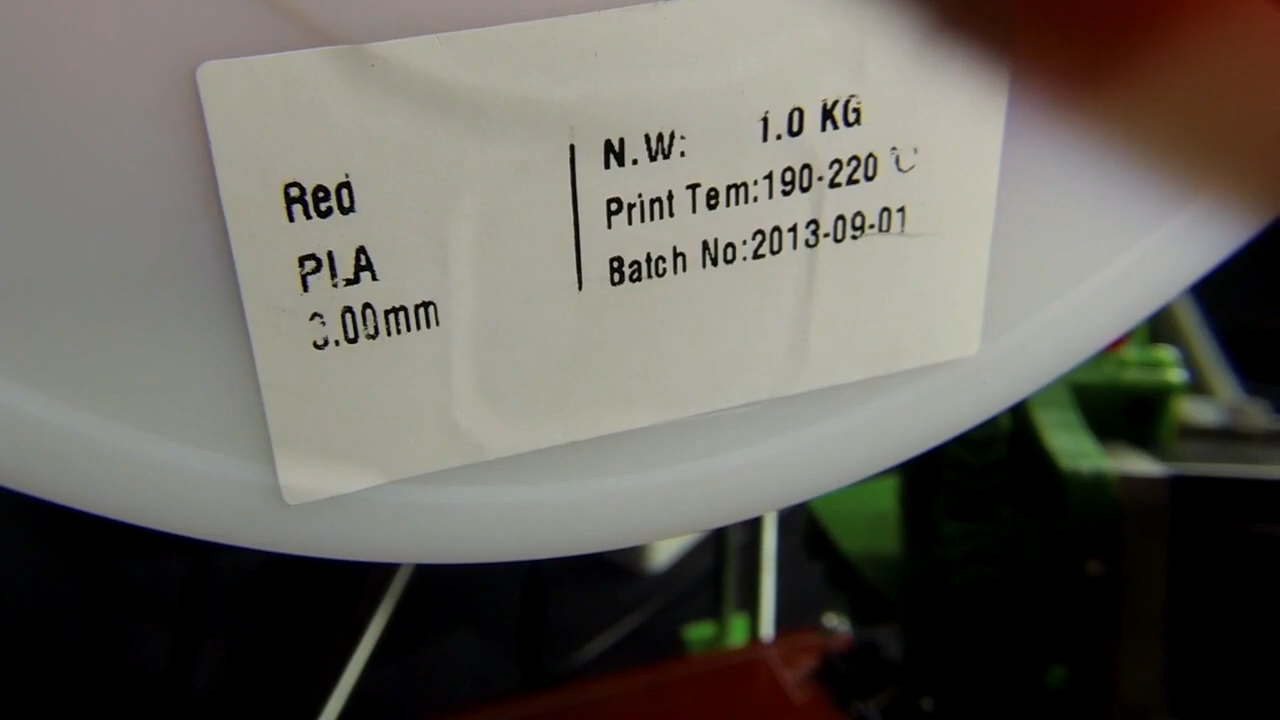 Red
PLA
3.00mm
N.W: 1.0 KG
Print Tem:190-220 ℃
Batch No:2013-09-01